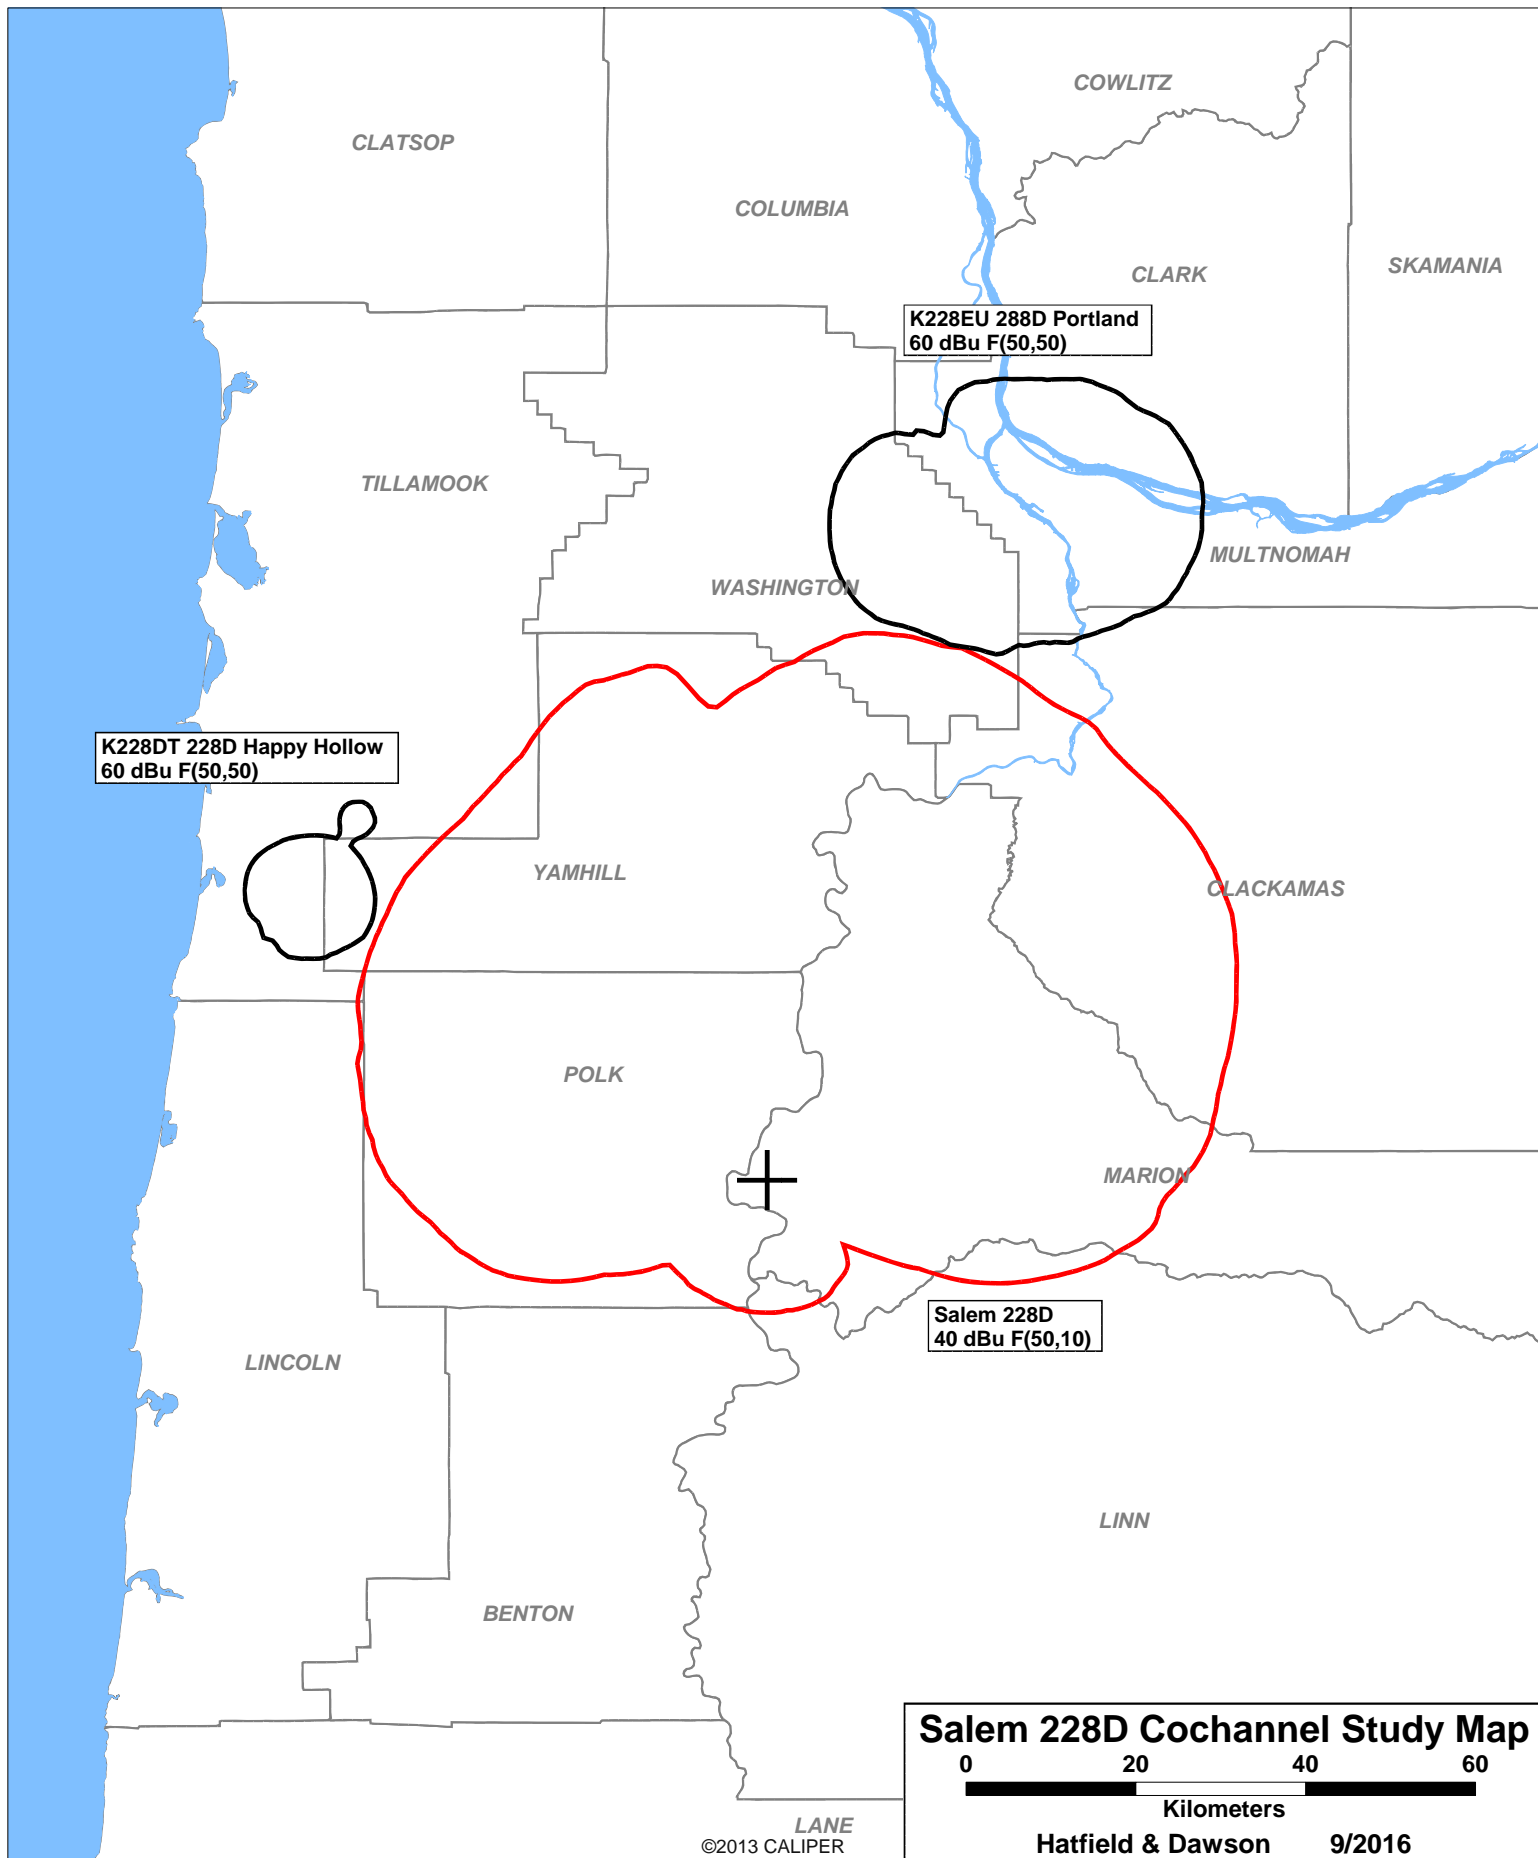 COWLITZ
CLATSOP
COLUMBIA
SKAMANIA
CLARK
K228EU 288D Portland
60 dBu F(50,50)
TILLAMOOK
MULTNOMAH
WASHINGTON
K228DT 228D Happy Hollow
60 dBu F(50,50)
YAMHILL
CLACKAMAS
POLK
MARION
Salem 228D
40 dBu F(50,10)
LINCOLN
LINN
BENTON
Salem 228D Cochannel Study Map
0 20 40 60
Kilometers
LANE
©2013 CALIPER
Hatfield & Dawson 9/2016